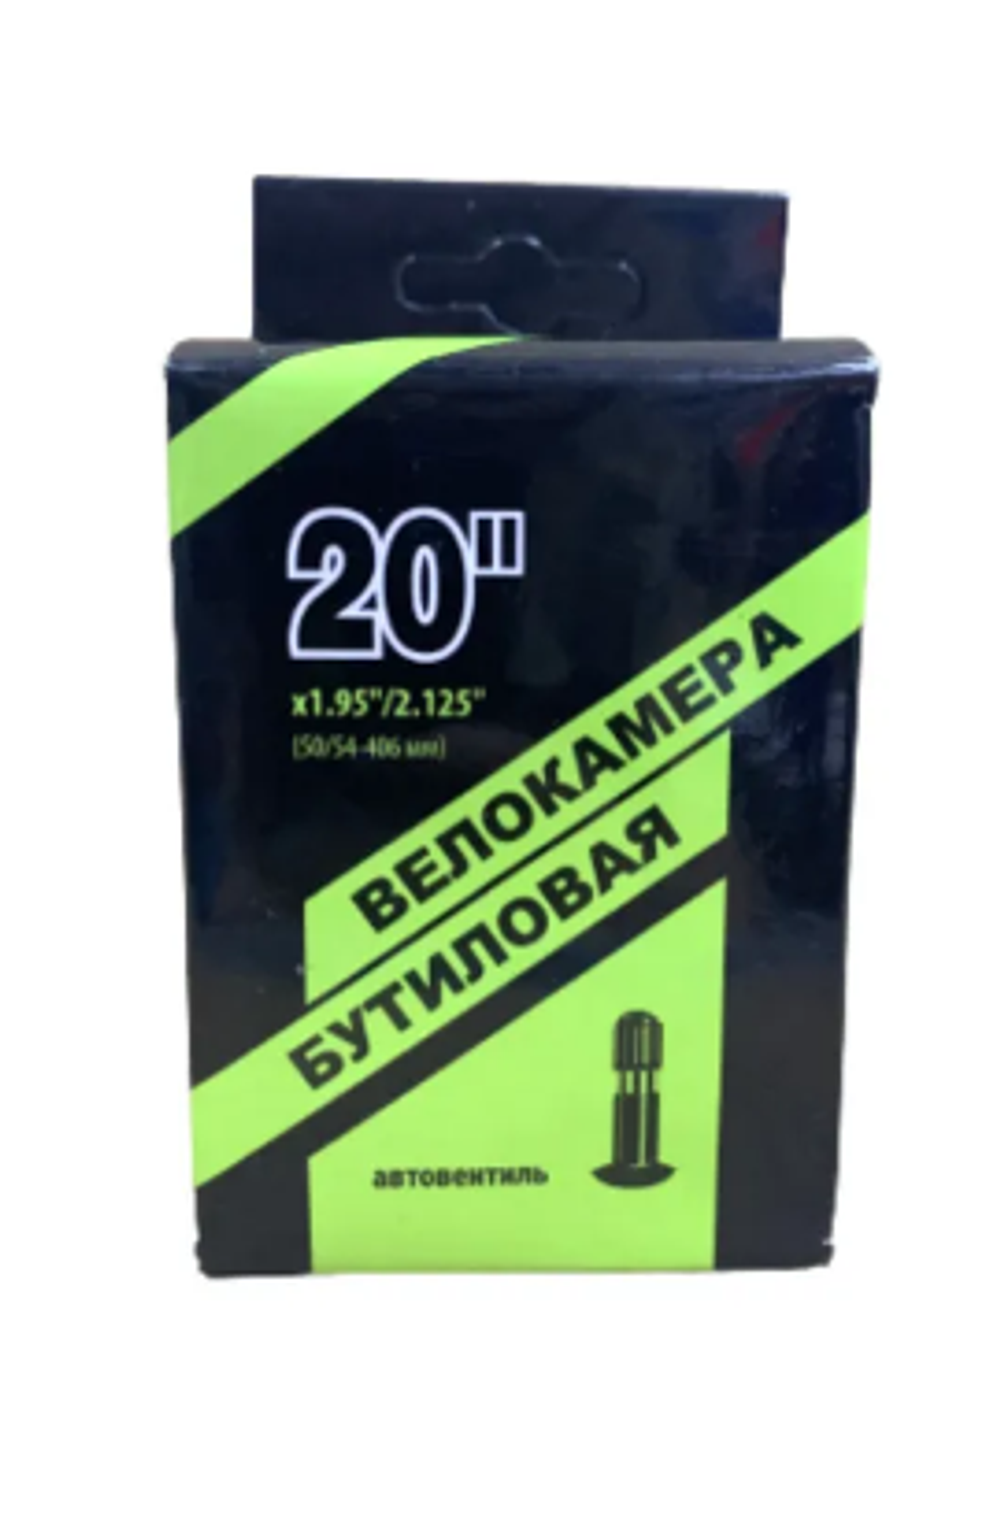 20"
x1.95"/2.125"
(50/54-406 мм)
ВЕЛОКАМЕРА
БУТИЛОВАЯ
автовентиль